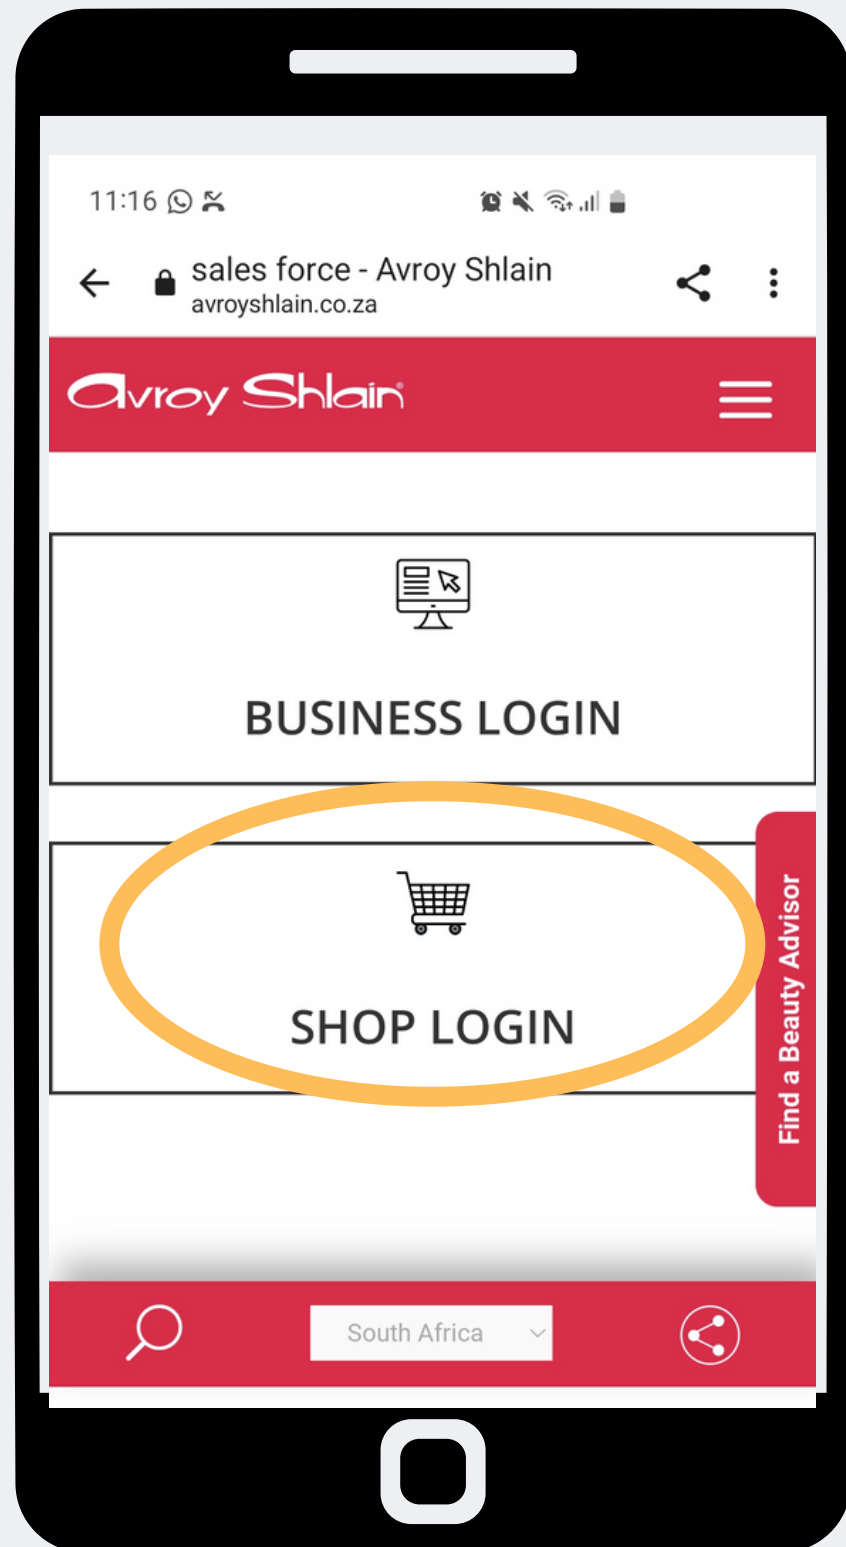 11:16
sales force - Avroy Shlain
avroyshlain.co.za
Avroy Shlain®
BUSINESS LOGIN
SHOP LOGIN
Find a Beauty Advisor
South Africa